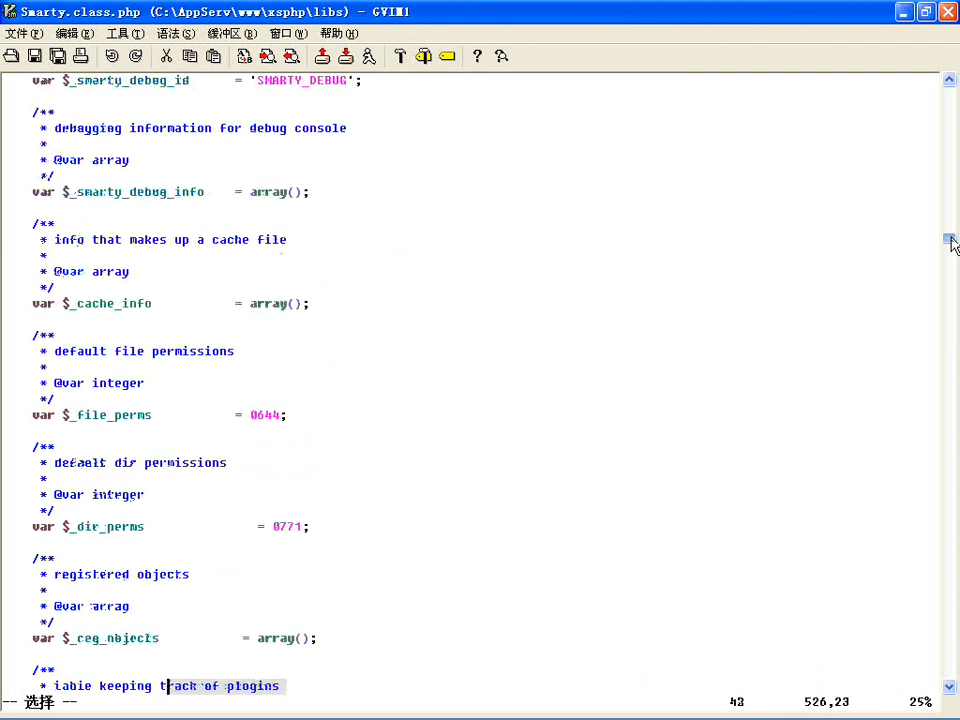 Smarty.class.php (C:\AppServ\www\xsphp\libs) - GVIM1
文件(F) 编辑(E) 工具(T) 语法(S) 缓冲区(B) 窗口(W) 帮助(H)
var $_smarty_debug_id = 'SMARTY_DEBUG';
/**
* debugging information for debug console
*
* @var array
*/
var $_smarty_debug_info = array();
/**
* info that makes up a cache file
*
* @var array
*/
var $_cache_info = array();
/**
* default file permissions
*
* @var integer
*/
var $_file_perms = 0644;
/**
* default dir permissions
*
* @var integer
*/
var $_dir_perms = 0771;
/**
* registered objects
*
* @var array
*/
var $_reg_objects = array();
/**
* table keeping track of plugins
-- 选择 -- 43 526,23 25%